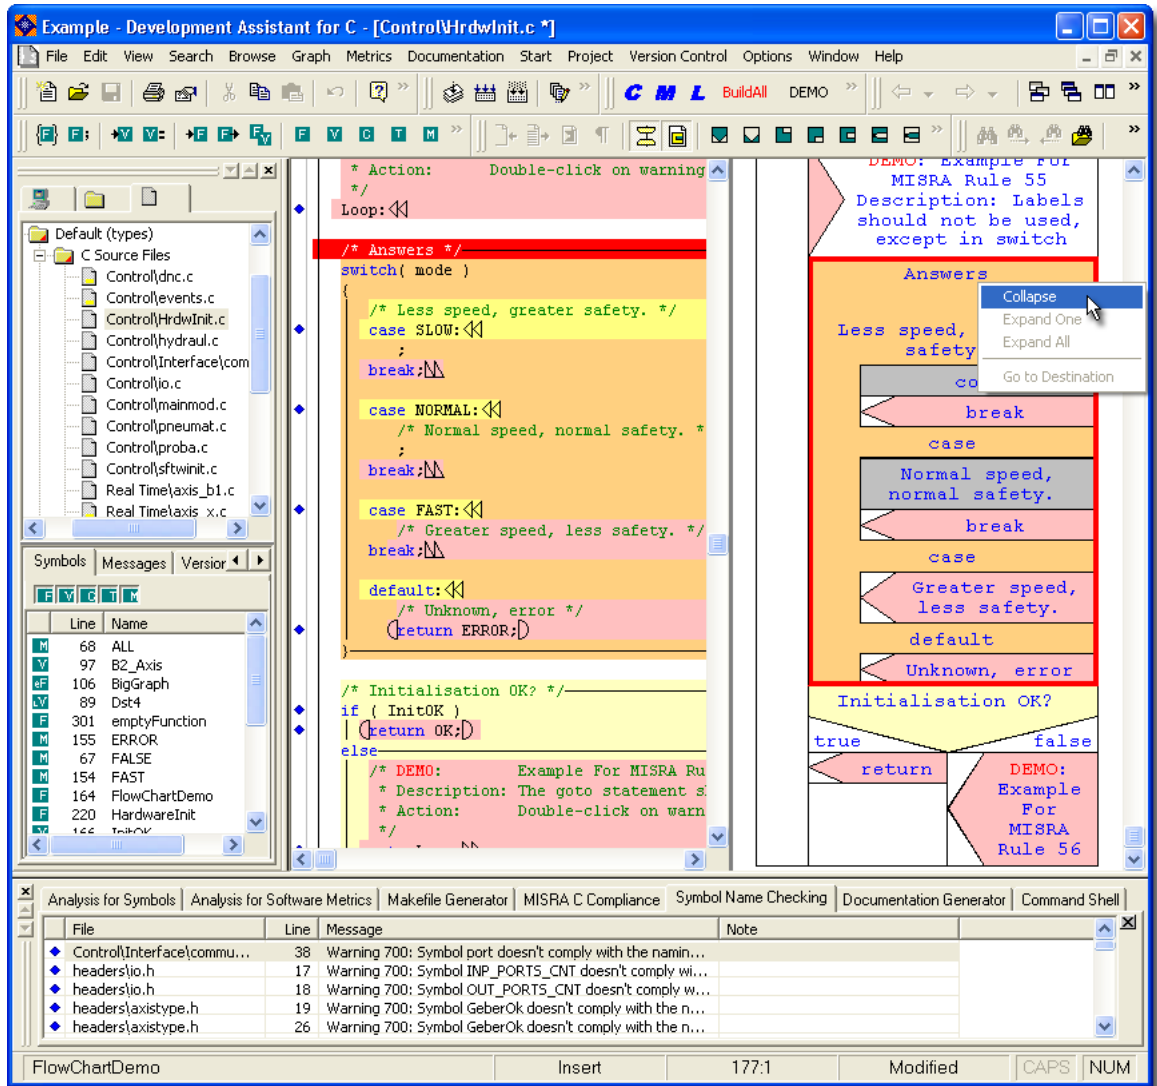 Example - Development Assistant for C - [Control\HrdwInit.c *]
File Edit View Search Browse Graph Metrics Documentation Start Project Version Control Options Window Help
C M L BuildAll DEMO
F V C T M
Default (types)
C Source Files
Control\dnc.c
Control\events.c
Control\HrdwInit.c
Control\hydraul.c
Control\Interface\com
Control\io.c
Control\mainmod.c
Control\pneumat.c
Control\proba.c
Control\sftwinit.c
Real Time\axis_b1.c
Real Time\axis_x.c
Symbols Messages Version
F V C T M
Line Name
M 68 ALL
V 97 B2_Axis
eF 106 BigGraph
89 Dst4
F 301 emptyFunction
M 155 ERROR
M 67 FALSE
M 154 FAST
F 164 FlowChartDemo
F 220 HardwareInit
V 166 InitOK
* Action: Double-click on warning
*/
Loop:
/* Answers */
switch( mode )
{
/* Less speed, greater safety. */
case SLOW:
;
break;
case NORMAL:
/* Normal speed, normal safety. *
;
break;
case FAST:
/* Greater speed, less safety. */
break;
default:
/* Unknown, error */
return ERROR;
}
/* Initialisation OK? */
if ( InitOK )
return OK;
else
/* DEMO: Example For MISRA Ru
* Description: The goto statement s
* Action: Double-click on warn
*/
DEMO: Example For
MISRA Rule 55
Description: Labels
should not be used,
except in switch
Answers
Less speed,
safety
co
break
case
Normal speed,
normal safety.
break
case
Greater speed,
less safety.
default
Unknown, error
Initialisation OK?
true false
return
DEMO:
Example
For
MISRA
Rule 56
Collapse
Expand One
Expand All
Go to Destination
Analysis for Symbols Analysis for Software Metrics Makefile Generator MISRA C Compliance Symbol Name Checking Documentation Generator Command Shell
File Line Message Note
Control\Interface\commu... 38 Warning 700: Symbol port doesn't comply with the namin...
headers\io.h 17 Warning 700: Symbol INP_PORTS_CNT doesn't comply wi...
headers\io.h 18 Warning 700: Symbol OUT_PORTS_CNT doesn't comply w...
headers\axistype.h 19 Warning 700: Symbol GeberOk doesn't comply with the n...
headers\axistype.h 26 Warning 700: Symbol GeberOk doesn't comply with the n...
FlowChartDemo Insert 177:1 Modified CAPS NUM